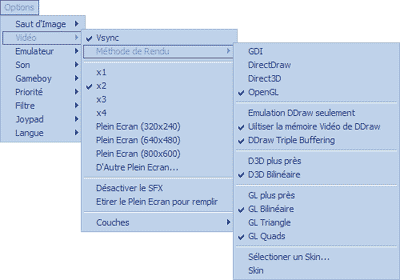 Options
Saut d'Image
Vidéo
Emulateur
Son
Gameboy
Priorité
Filtre
Joypad
Langue
Vsync
Méthode de Rendu
x1
x2
x3
x4
Plein Ecran (320x240)
Plein Ecran (640x480)
Plein Ecran (800x600)
D'Autre Plein Ecran...
Désactiver le SFX
Etirer le Plein Ecran pour remplir
Couches
GDI
DirectDraw
Direct3D
OpenGL
Emulation DDraw seulement
Uiltiser la mémoire Vidéo de DDraw
DDraw Triple Buffering
D3D plus près
D3D Bilinéaire
GL plus près
GL Bilinéaire
GL Triangle
GL Quads
Sélectioner un Skin...
Skin